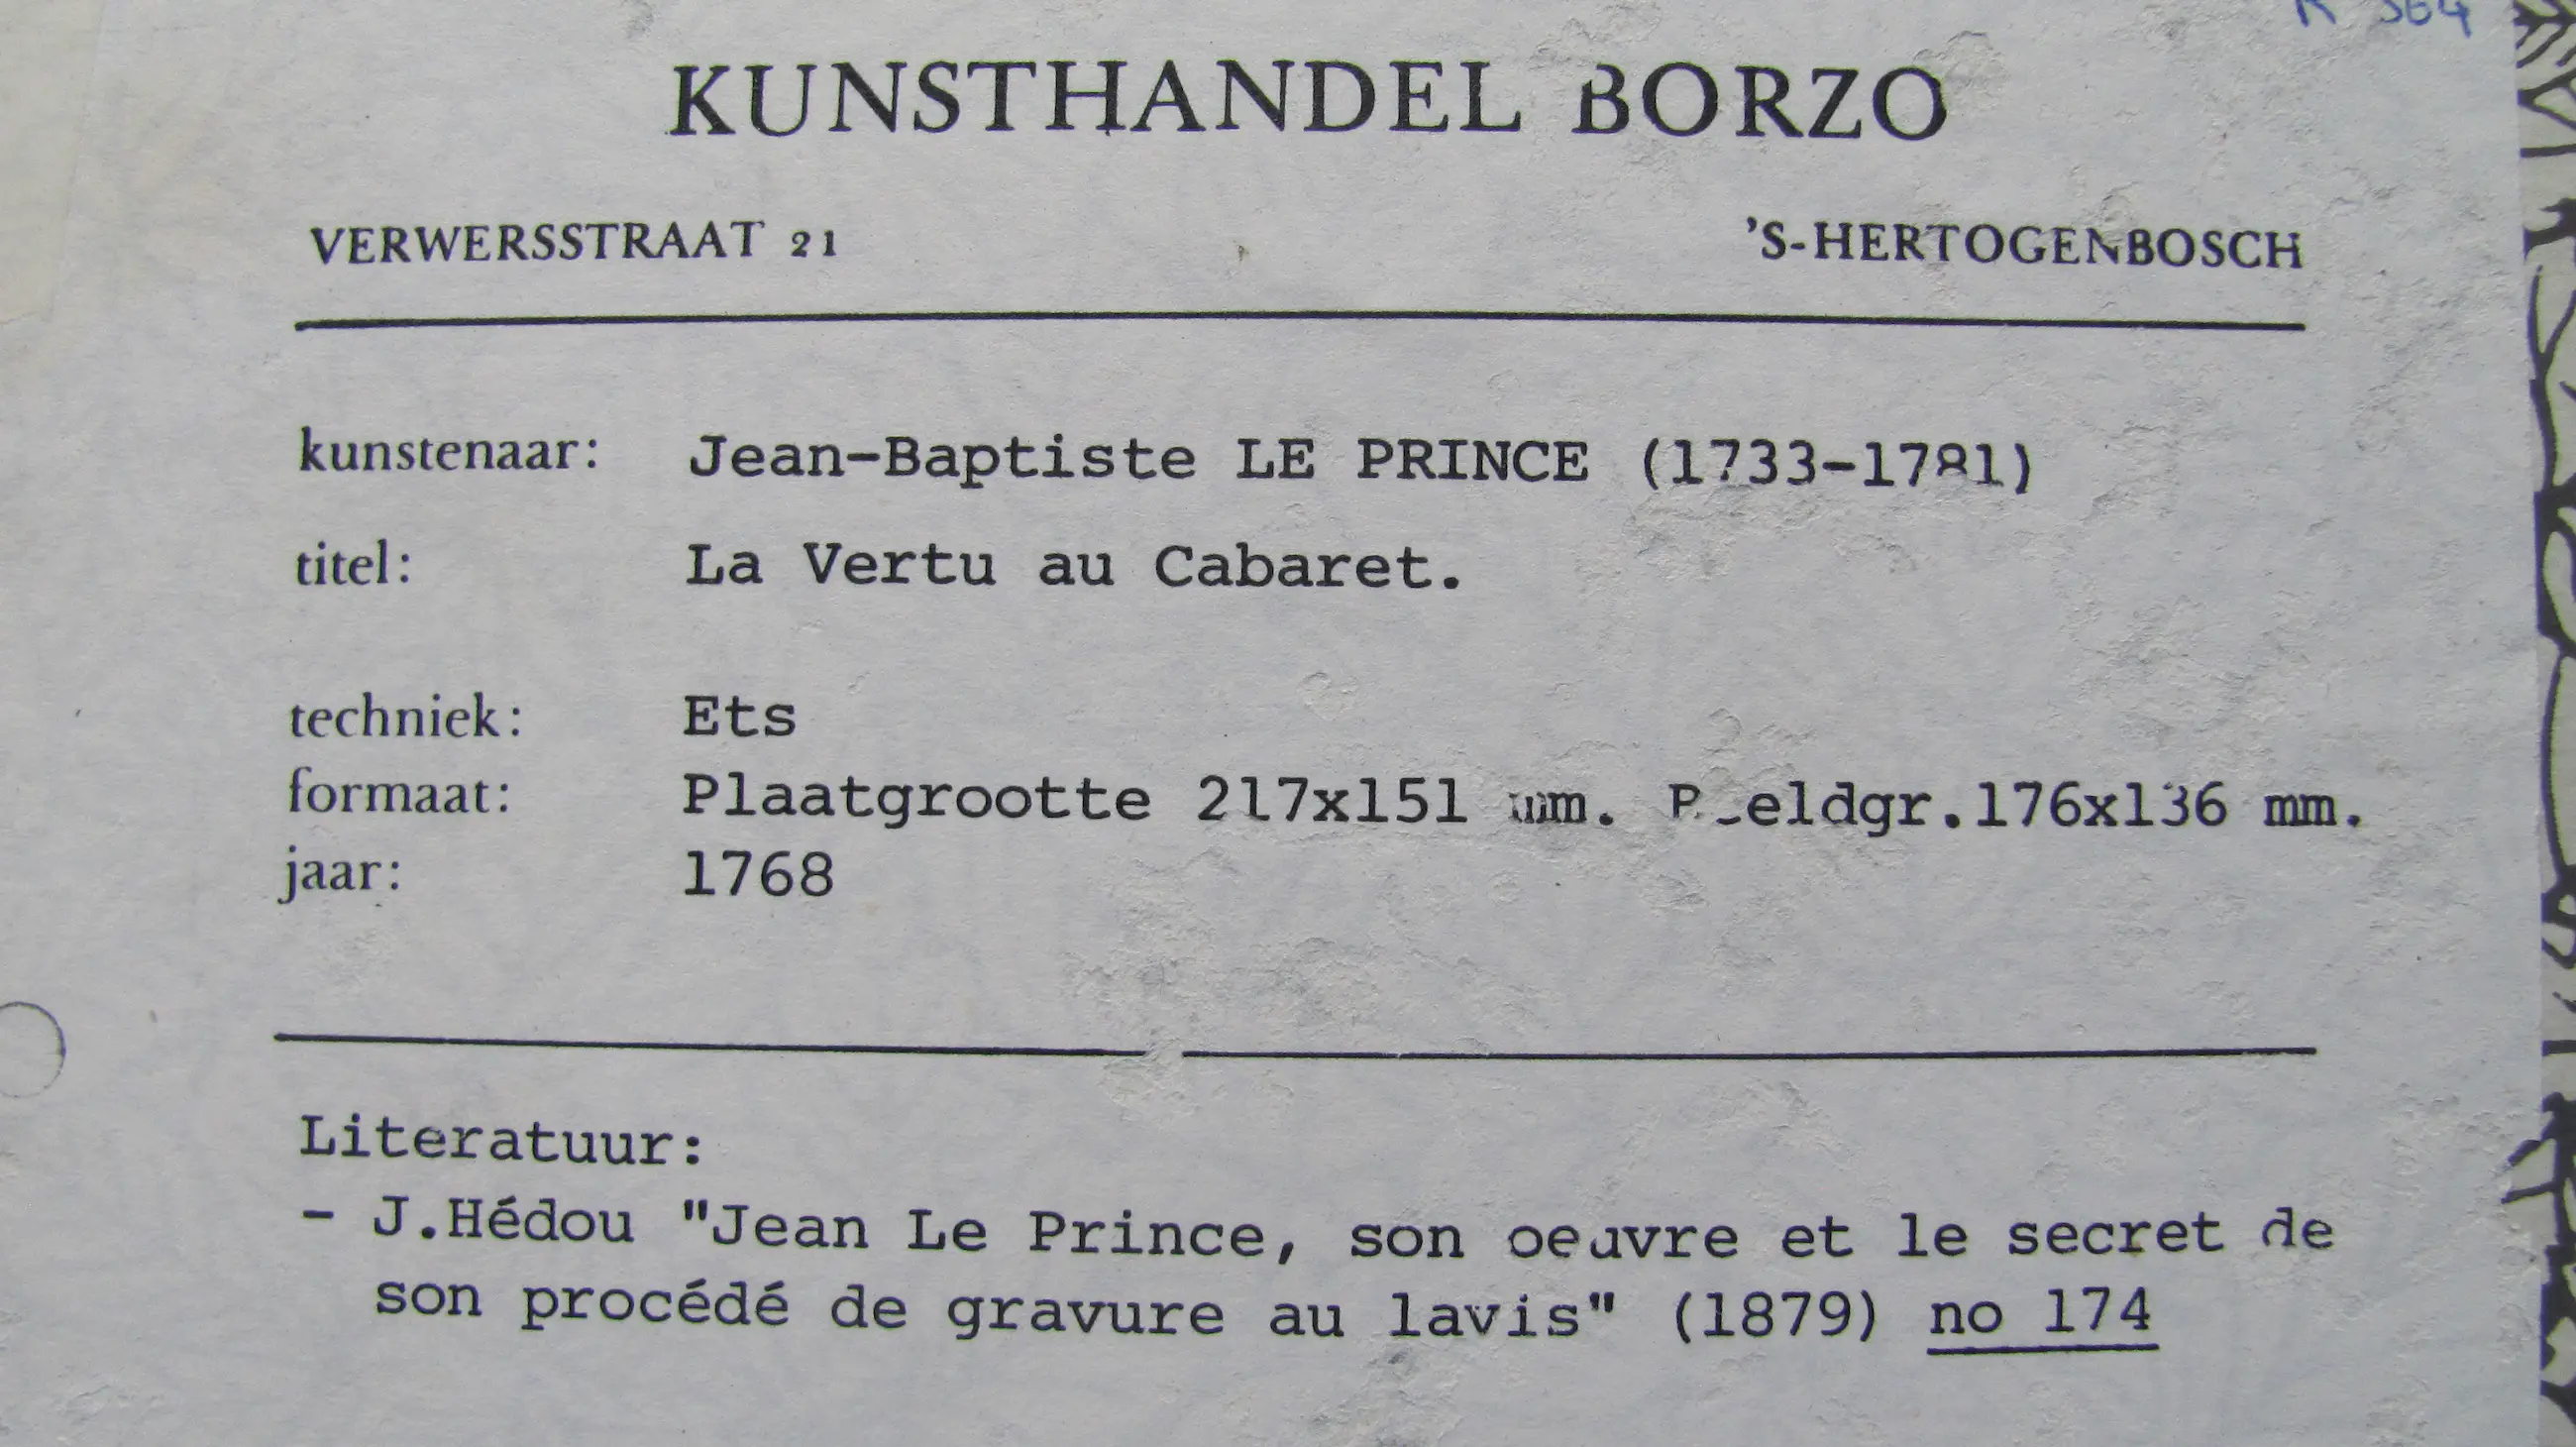 KUNSTHANDEL BORZO
VERWERSSTRAAT 21 'S-HERTOGENBOSCH
kunstenaar: Jean-Baptiste LE PRINCE (1733-1781)
titel: La Vertu au Cabaret.
techniek: Ets
formaat: Plaatgrootte 217x151 mm. Beeldgr.176x136 mm.
jaar: 1768
Literatuur:
- J.Hédou "Jean Le Prince, son oeuvre et le secret de
son procédé de gravure au lavis" (1879) no 174